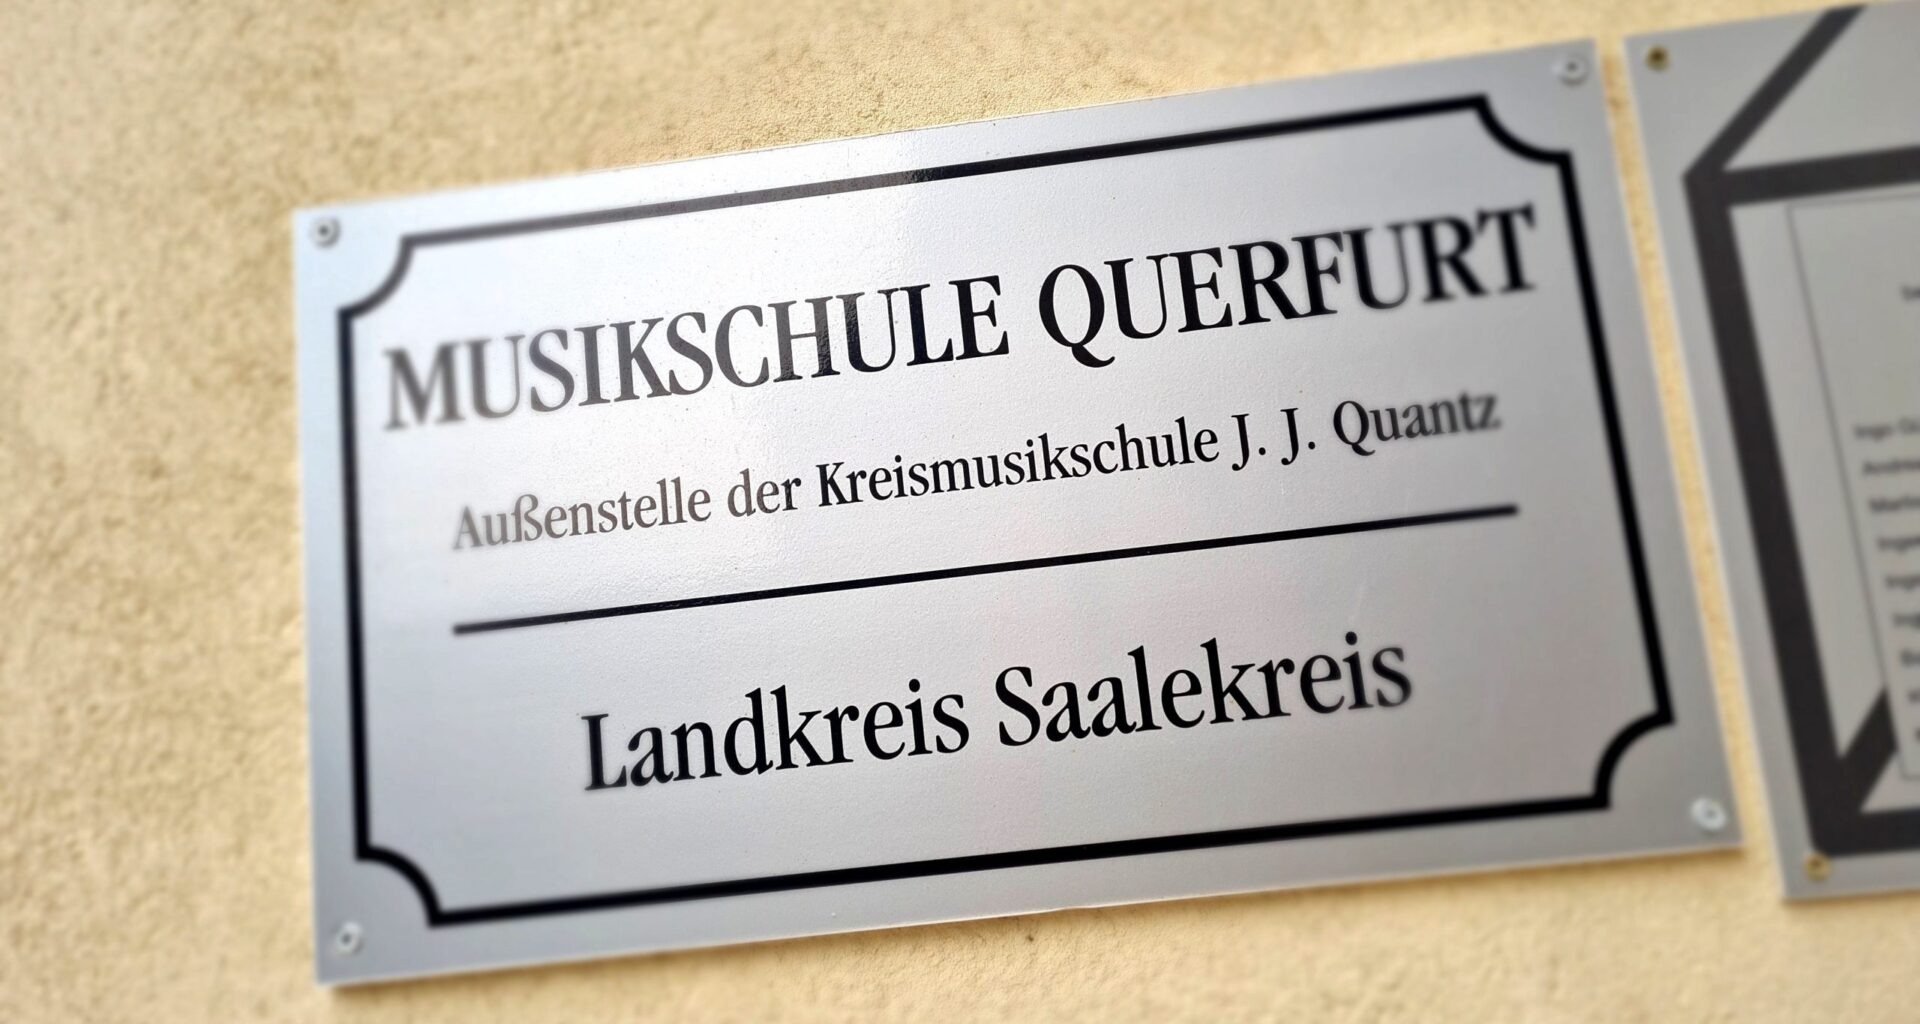 MUSIKSCHULE QUERFURT
Außenstelle der Kreismusikschule J. J. Quantz
Landkreis Saalekreis